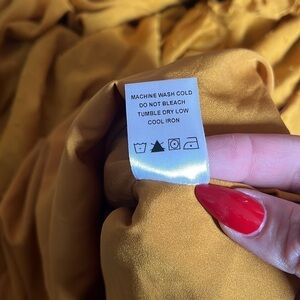 MACHINE WASH COLD
DO NOT BLEACH
TUMBLE DRY LOW
COOL IRON